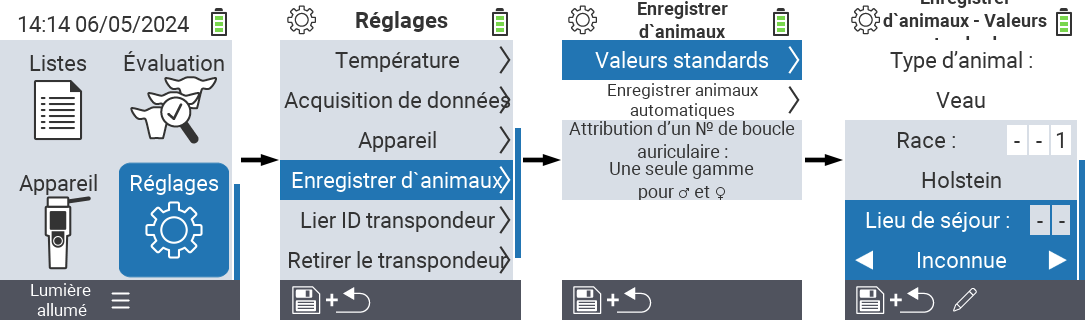 14:14 06/05/2024
Listes
Évaluation
Appareil
Réglages
Lumière
allumé
Réglages
Température
Acquisition de données
Appareil
Enregistrer d`animaux
Lier ID transpondeur
Retirer le transpondeur
Enregistrer
d`animaux
Valeurs standards
Enregistrer animaux
automatiques
Attribution d’un № de boucle
auriculaire :
Une seule gamme
pour ♂ et ♀
Enregistrer
d`animaux - Valeurs
Type d’animal :
Veau
Race : - - 1
Holstein
Lieu de séjour : - -
Inconnue